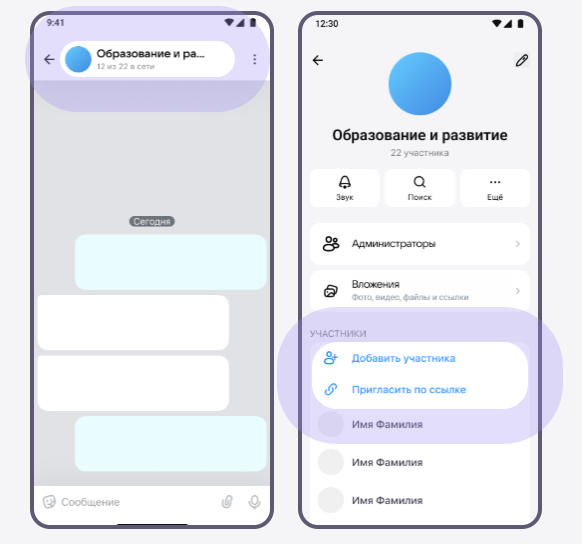 9:41
Образование и ра...
12 из 22 в сети
Сегодня
Сообщение
12:30
Образование и развитие
22 участника
Звук
Поиск
Ещё
Администраторы
Вложения
Фото, видео, файлы и ссылки
УЧАСТНИКИ
Добавить участника
Пригласить по ссылке
Имя Фамилия
Имя Фамилия
Имя Фамилия